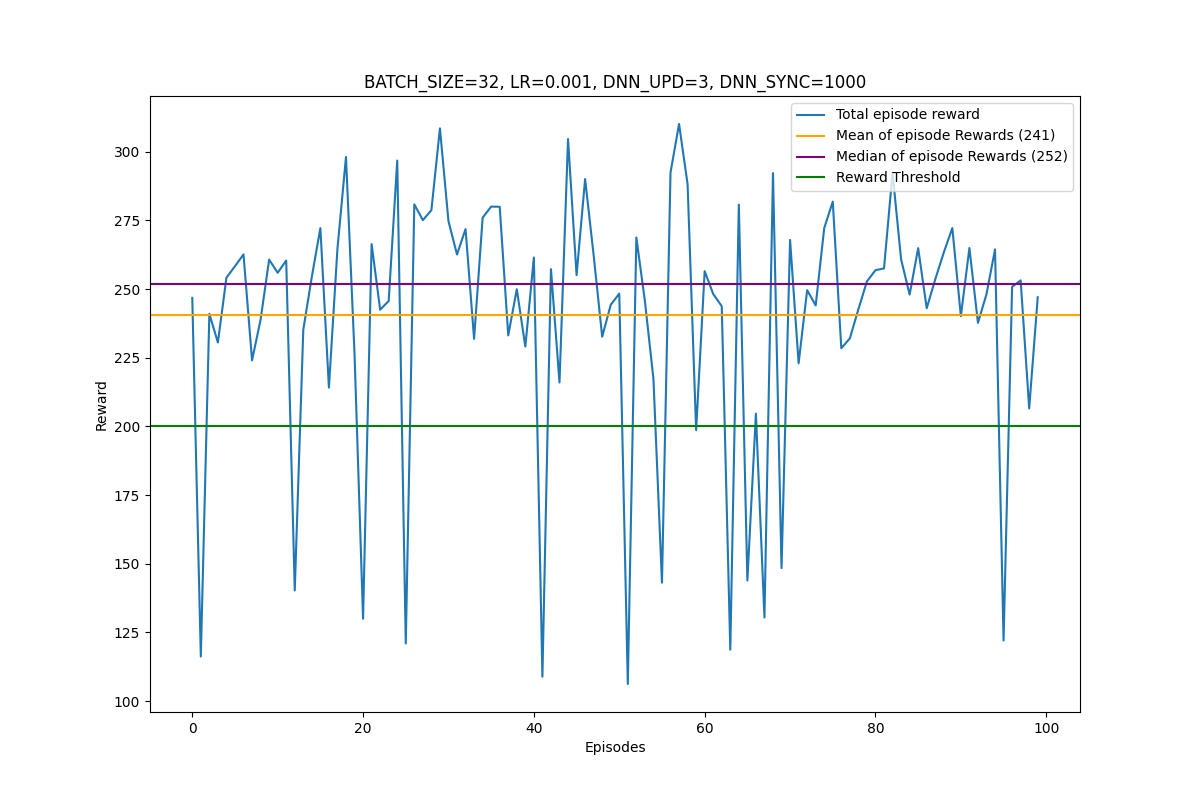 BATCH_SIZE=32, LR=0.001, DNN_UPD=3, DNN_SYNC=1000
Total episode reward
Mean of episode Rewards (241)
Median of episode Rewards (252)
Reward Threshold
300
275
250
225
200
175
150
125
100
Reward
0 20 40 60 80 100
Episodes